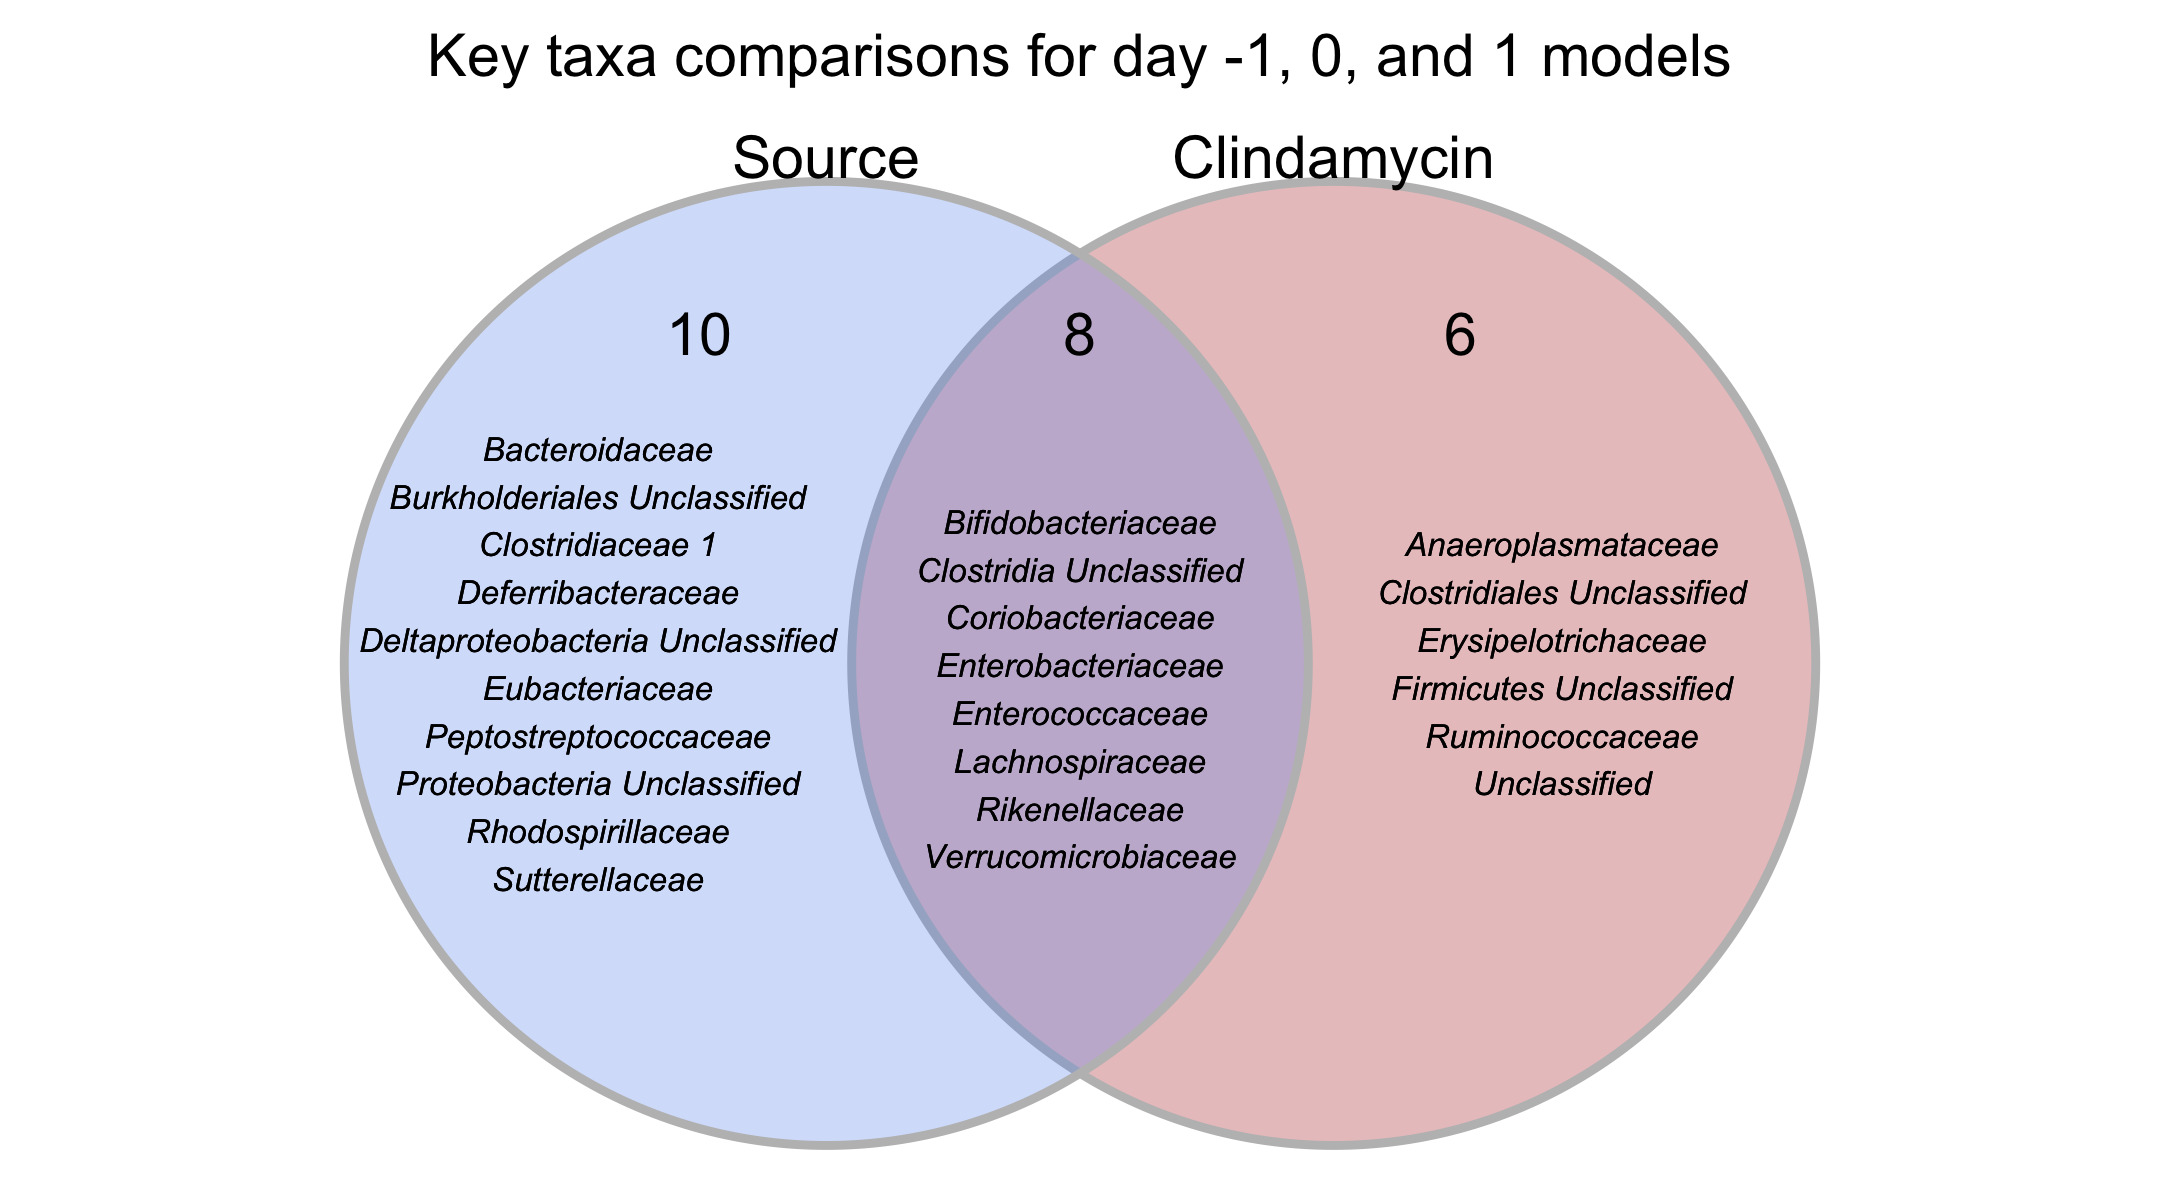 Key taxa comparisons for day -1, 0, and 1 models
Source
Clindamycin
10
8
6
Bacteroidaceae
Burkholderiales Unclassified
Clostridiaceae 1
Deferribacteraceae
Deltaproteobacteria Unclassified
Eubacteriaceae
Peptostreptococcaceae
Proteobacteria Unclassified
Rhodospirillaceae
Sutterellaceae
Bifidobacteriaceae
Clostridia Unclassified
Coriobacteriaceae
Enterobacteriaceae
Enterococcaceae
Lachnospiraceae
Rikenellaceae
Verrucomicrobiaceae
Anaeroplasmataceae
Clostridiales Unclassified
Erysipelotrichaceae
Firmicutes Unclassified
Ruminococcaceae
Unclassified